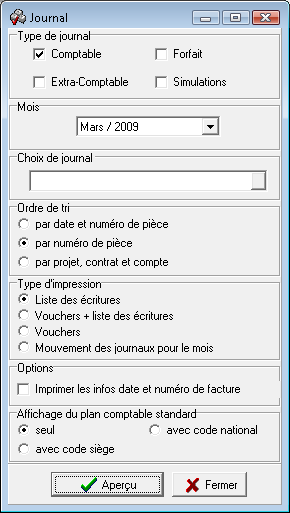 Journal
Type de journal
Comptable Forfait
Extra-Comptable Simulations
Mois
Mars / 2009
Choix de journal
Ordre de tri
par date et numéro de pièce
par numéro de pièce
par projet, contrat et compte
Type d'impression
Liste des écritures
Vouchers + liste des écritures
Vouchers
Mouvement des journaux pour le mois
Options
Imprimer les infos date et numéro de facture
Affichage du plan comptable standard
seul avec code national
avec code siège
Aperçu Fermer